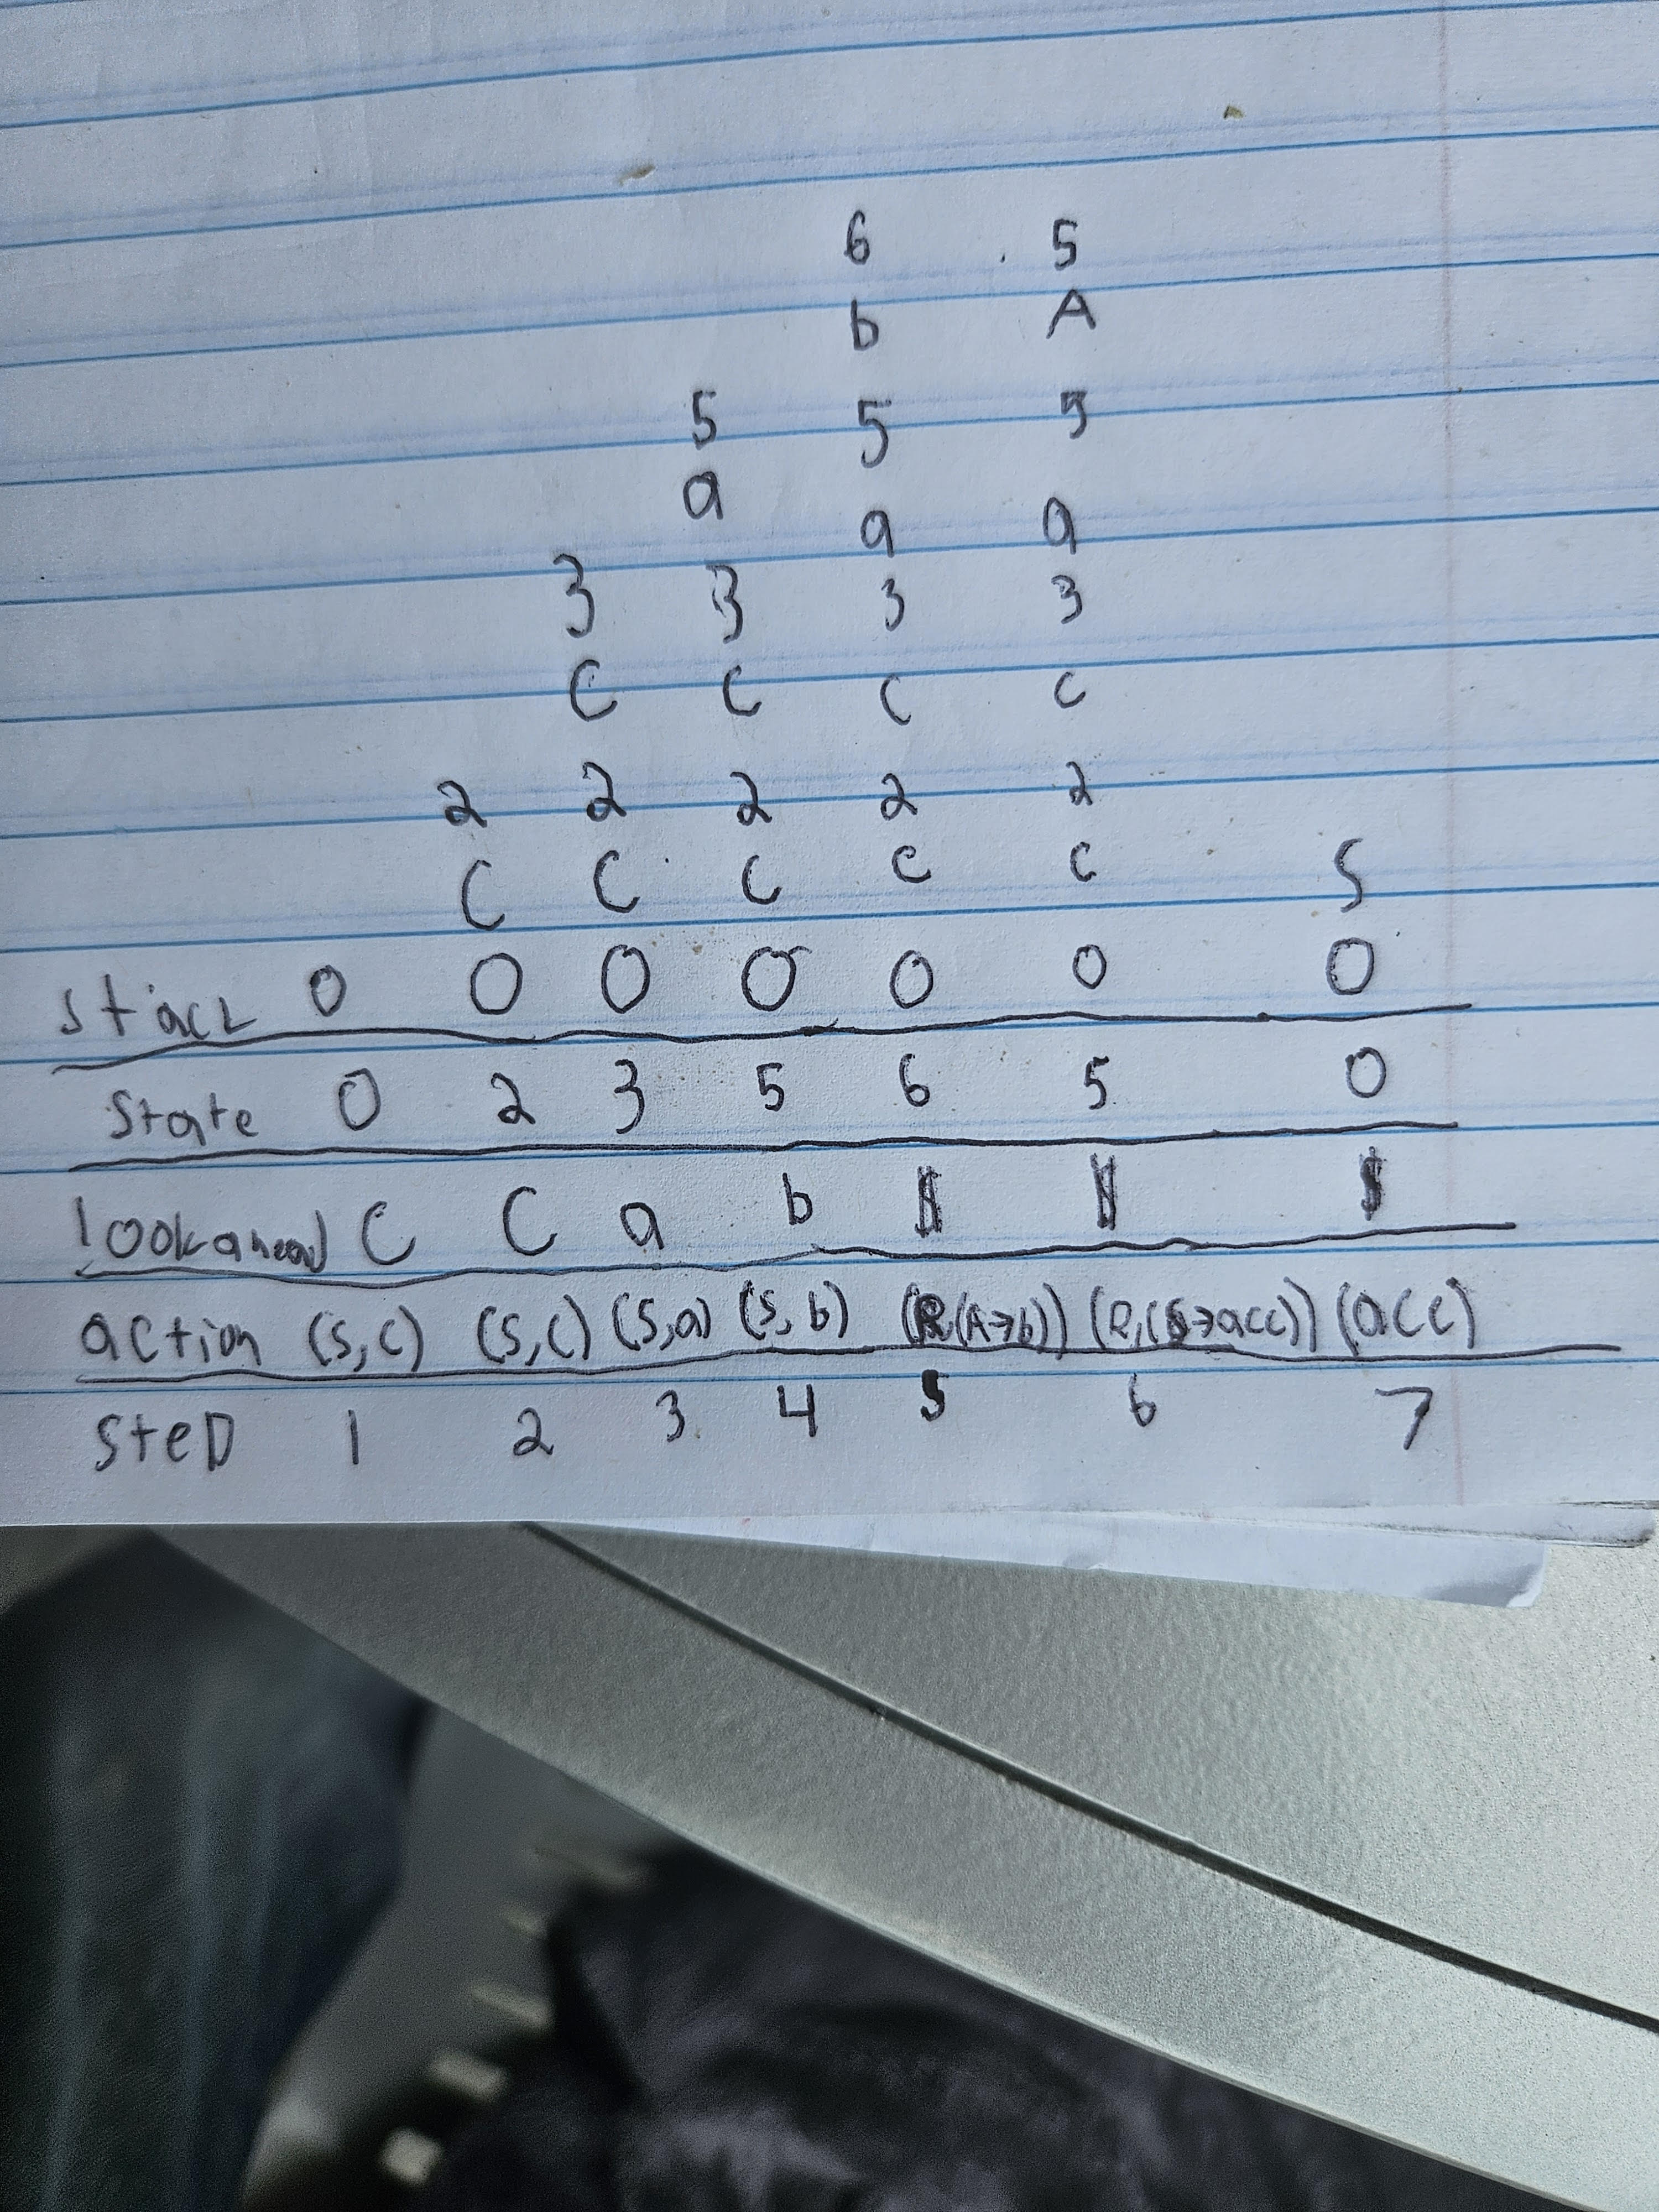 6 5
b A
5 5 5
a a a
3 3 3 3
C C C C
2 2 2 2 2
C C C C C S
Stack 0 0 0 0 0 0 0
State 0 2 3 5 6 5 0
lookahead C C a b $ $ $
action (S,C) (S,C) (S,a) (S,b) (R(A→b)) (R,(S→acc)) (acc)
Step 1 2 3 4 5 6 7